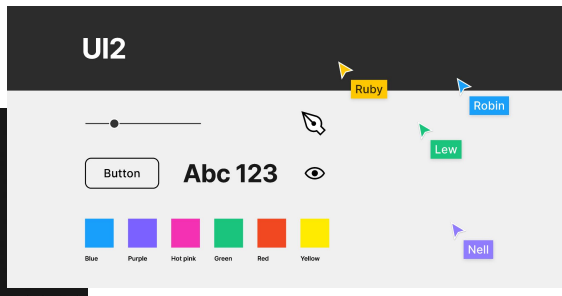 UI2
Ruby
Robin
Lew
Button
Abc 123
Nell
Blue
Purple
Hot pink
Green
Red
Yellow